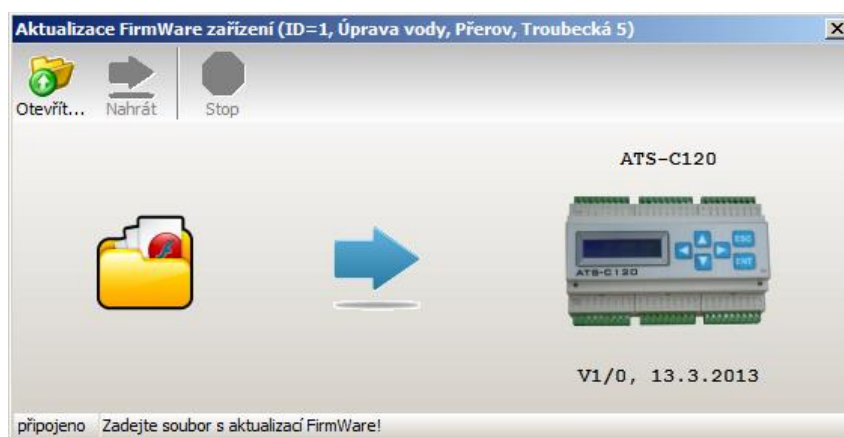 Aktualizace FirmWare zařízení (ID=1, Úprava vody, Přerov, Troubecká 5)
Otevřít... Nahrát Stop
ATS-C120
ESC
ATS-C120
ENT
V1/0, 13.3.2013
připojeno Zadejte soubor s aktualizací FirmWare!